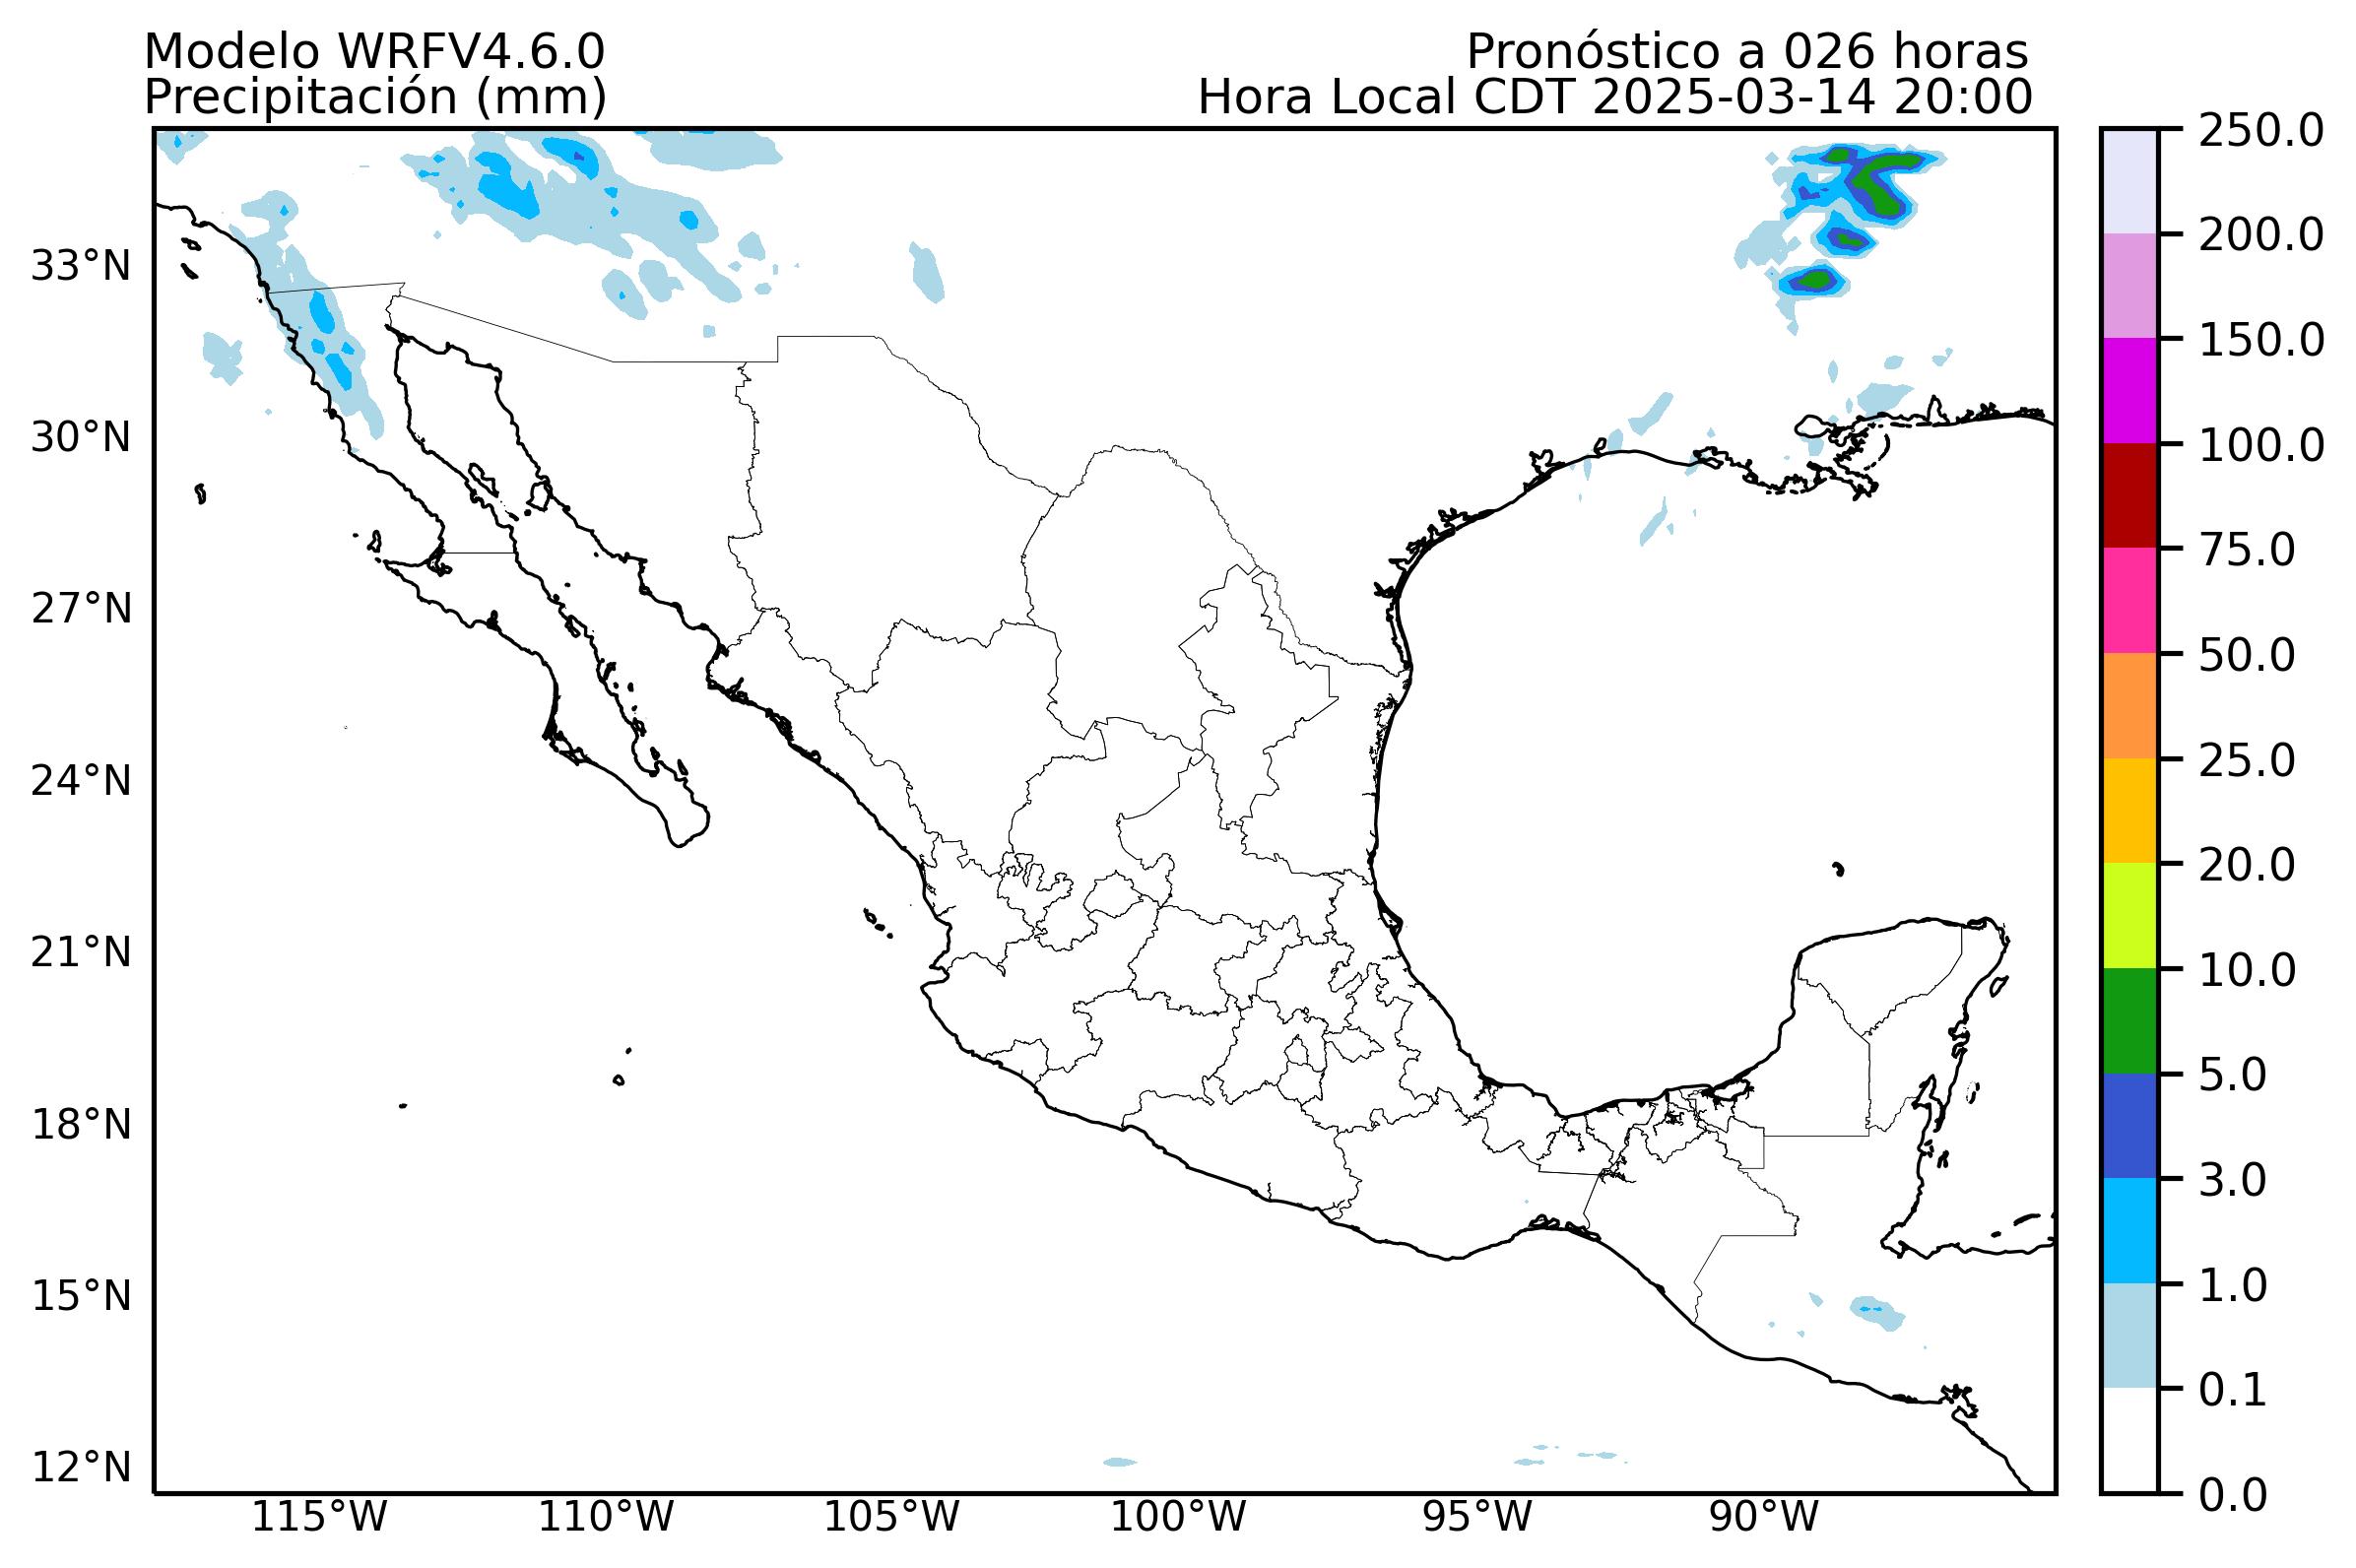 Modelo WRFV4.6.0
Precipitación (mm)
Pronóstico a 026 horas
Hora Local CDT 2025-03-14 20:00
33°N
30°N
27°N
24°N
21°N
18°N
15°N
12°N
115°W
110°W
105°W
100°W
95°W
90°W
250.0
200.0
150.0
100.0
75.0
50.0
25.0
20.0
10.0
5.0
3.0
1.0
0.1
0.0